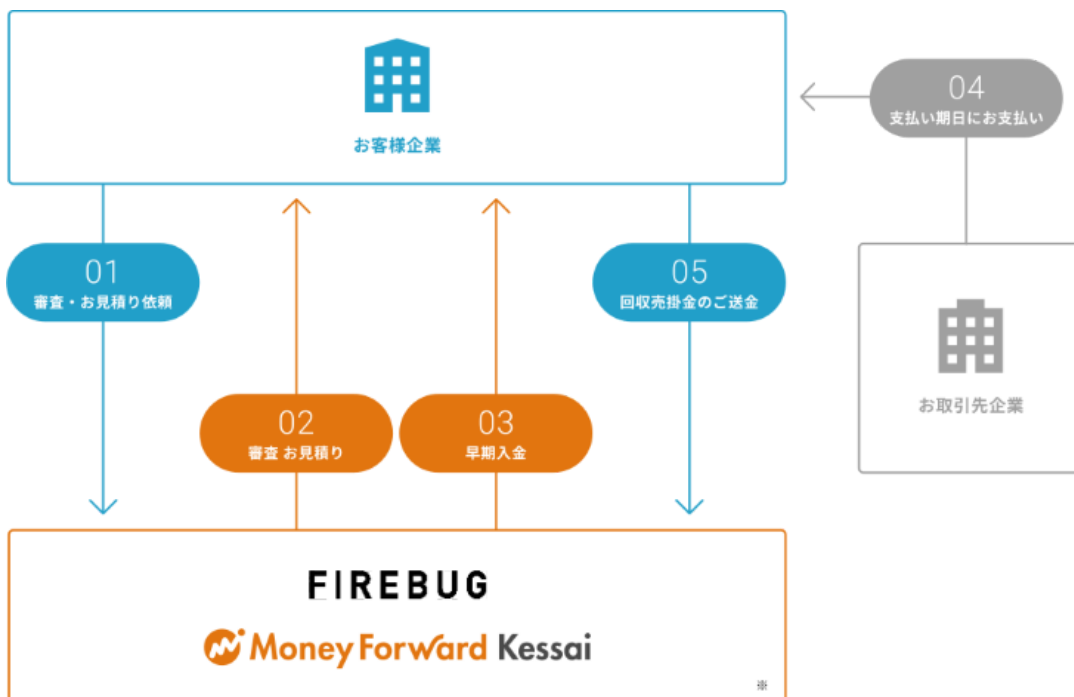 お客様企業
04
支払い期日にお支払い
01
審査・お見積り依頼
05
回収売掛金のご送金
お取引先企業
02
審査 お見積り
03
早期入金
FIREBUG
Money Forward Kessai
※